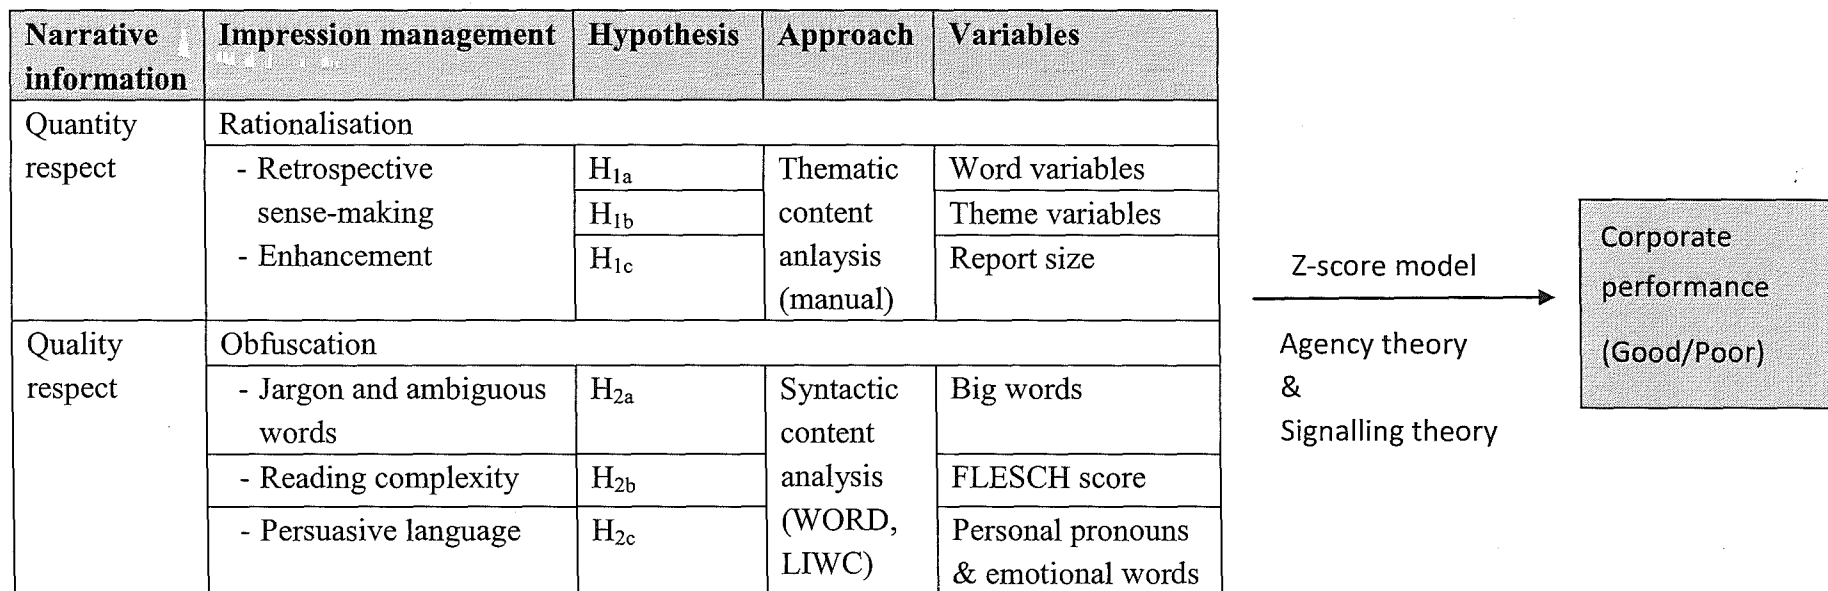 Narrative information
Impression management
Hypothesis
Approach
Variables
Quantity respect
Rationalisation
- Retrospective sense-making
- Enhancement
H1a
H1b
H1c
Thematic content anlaysis (manual)
Word variables
Theme variables
Report size
Quality respect
Obfuscation
- Jargon and ambiguous words
H2a
Syntactic content analysis (WORD, LIWC)
Big words
- Reading complexity
H2b
FLESCH score
- Persuasive language
H2c
Personal pronouns & emotional words
Z-score model
Agency theory
&
Signalling theory
Corporate performance
(Good/Poor)